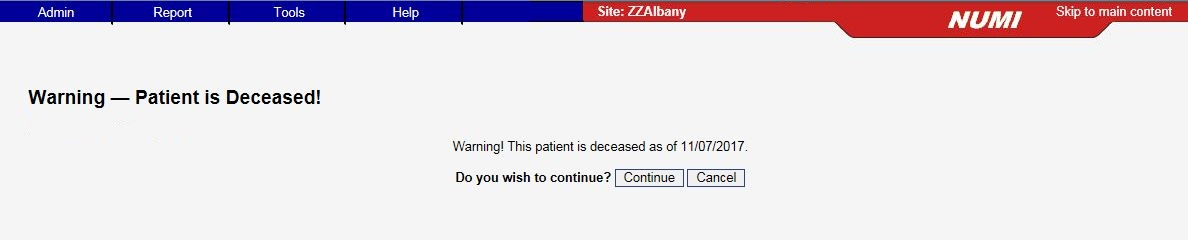 Admin Report Tools Help Site: ZZAlbany NUMI Skip to main content
Warning — Patient is Deceased!
Warning! This patient is deceased as of 11/07/2017.
Do you wish to continue? Continue Cancel